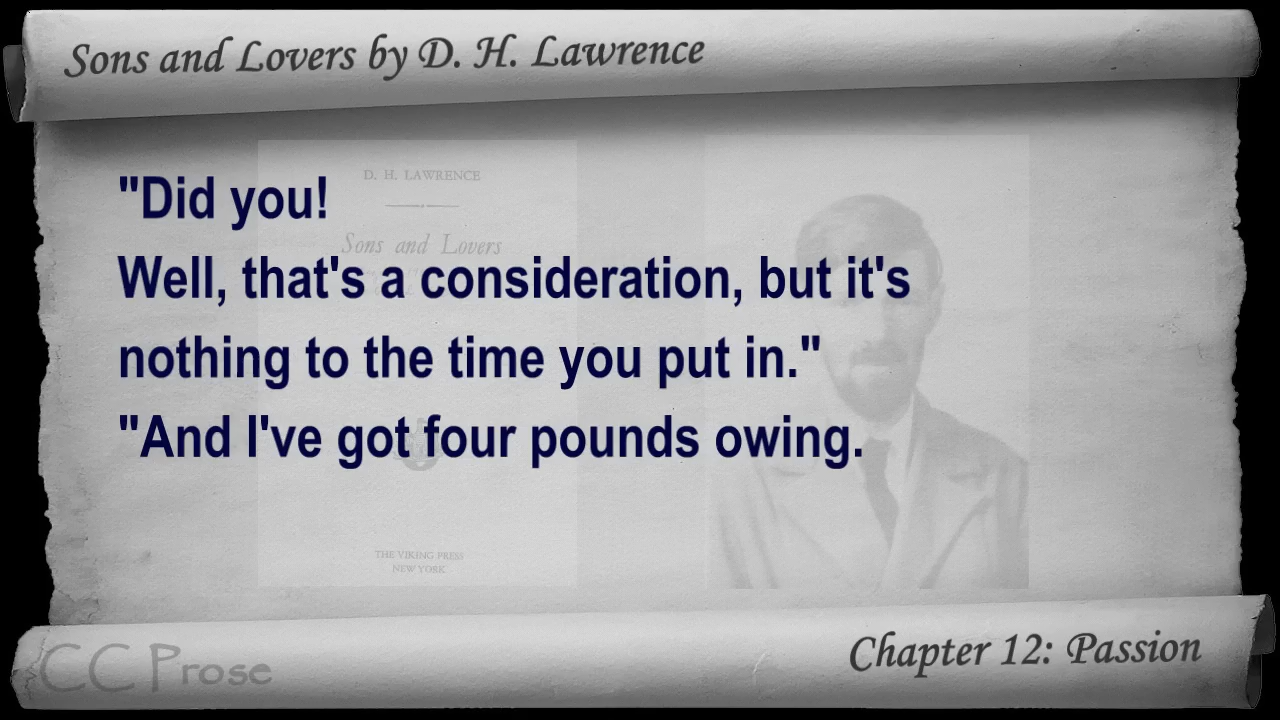 Sons and Lovers by D. H. Lawrence
D. H. LAWRENCE
Sons and Lovers
"Did you!
Well, that's a consideration, but it's
nothing to the time you put in."
"And I've got four pounds owing.
THE VIKING PRESS
NEW YORK
CC Prose
Chapter 12: Passion